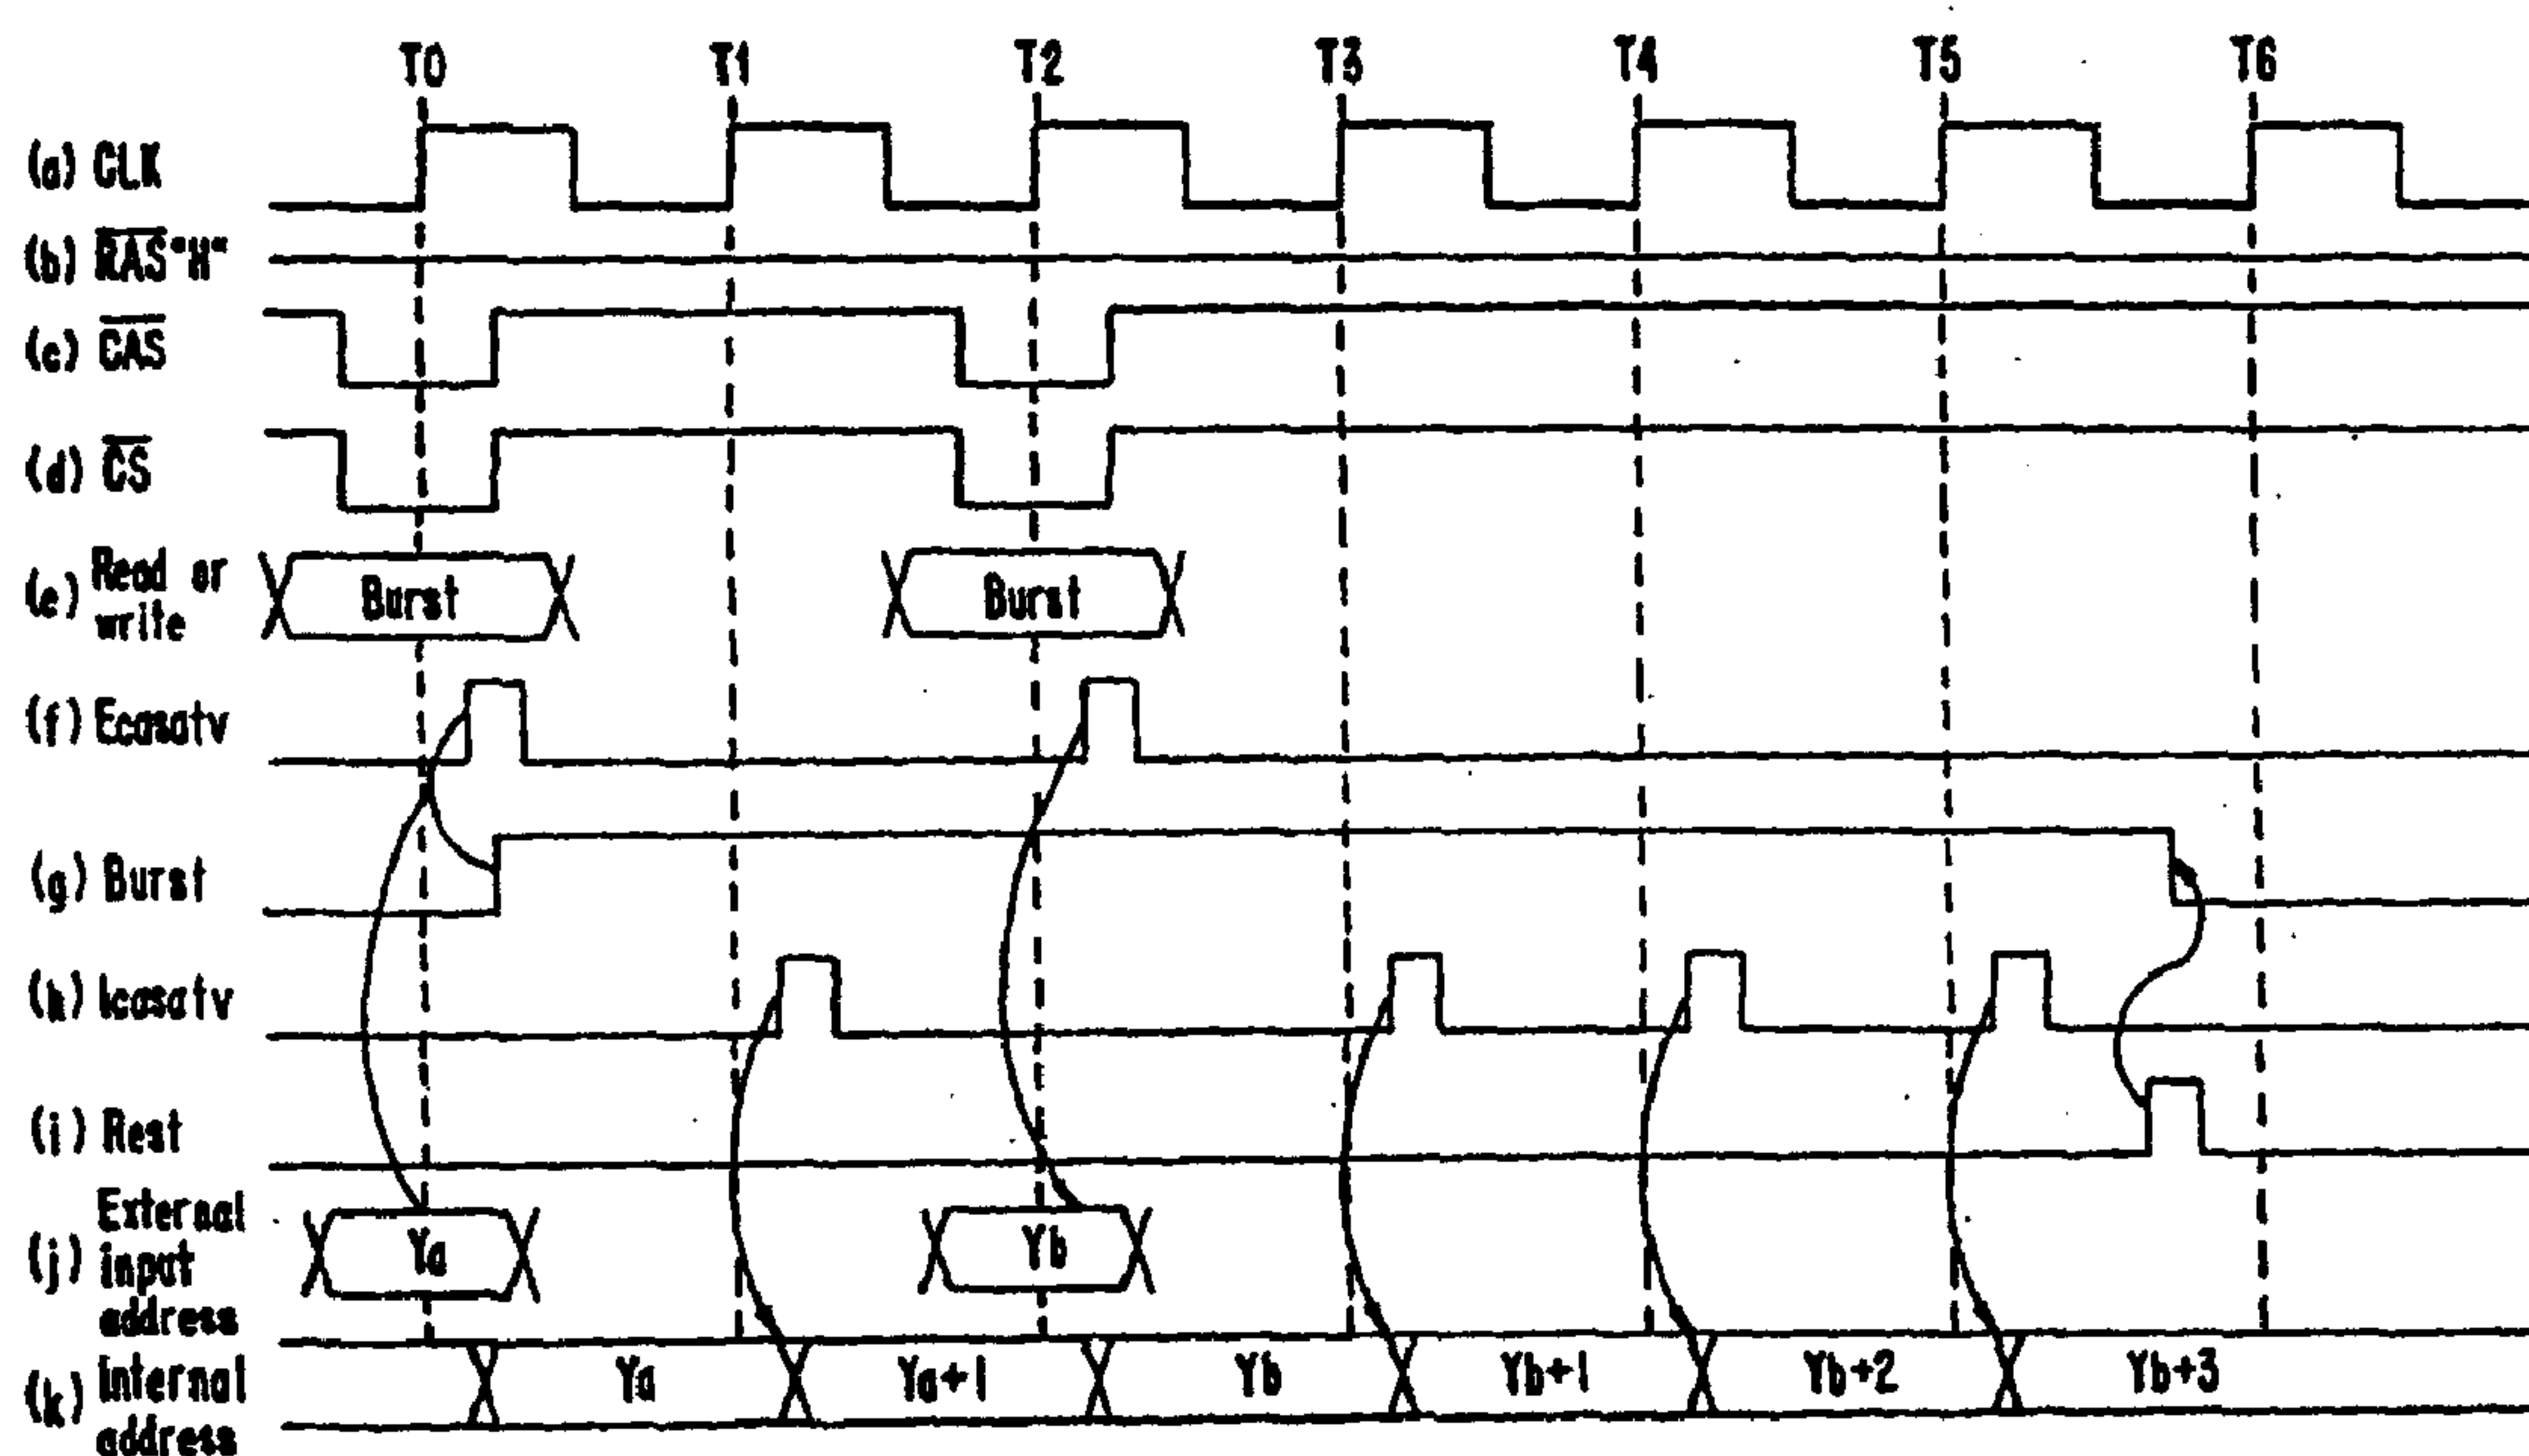 T0 T1 T2 T3 T4 T5 T6
(a) CLK
(b) RAS "H"
(c) CAS
(d) CS
(e) Read or write
Burst Burst
(f) Ecasatv
(g) Burst
(h) Icasatv
(i) Rest
(j) External input address
Ya Yb
(k) Internal address
Ya Ya+1 Yb Yb+1 Yb+2 Yb+3